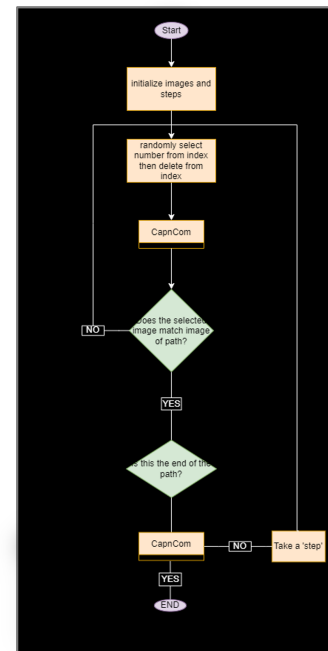 Start
initialize images and
steps
randomly select
number from index
then delete from
index
CapnCom
Does the selected
image match image
of path?
NO
YES
Is this the end of the
path?
CapnCom
NO
Take a 'step'
YES
END